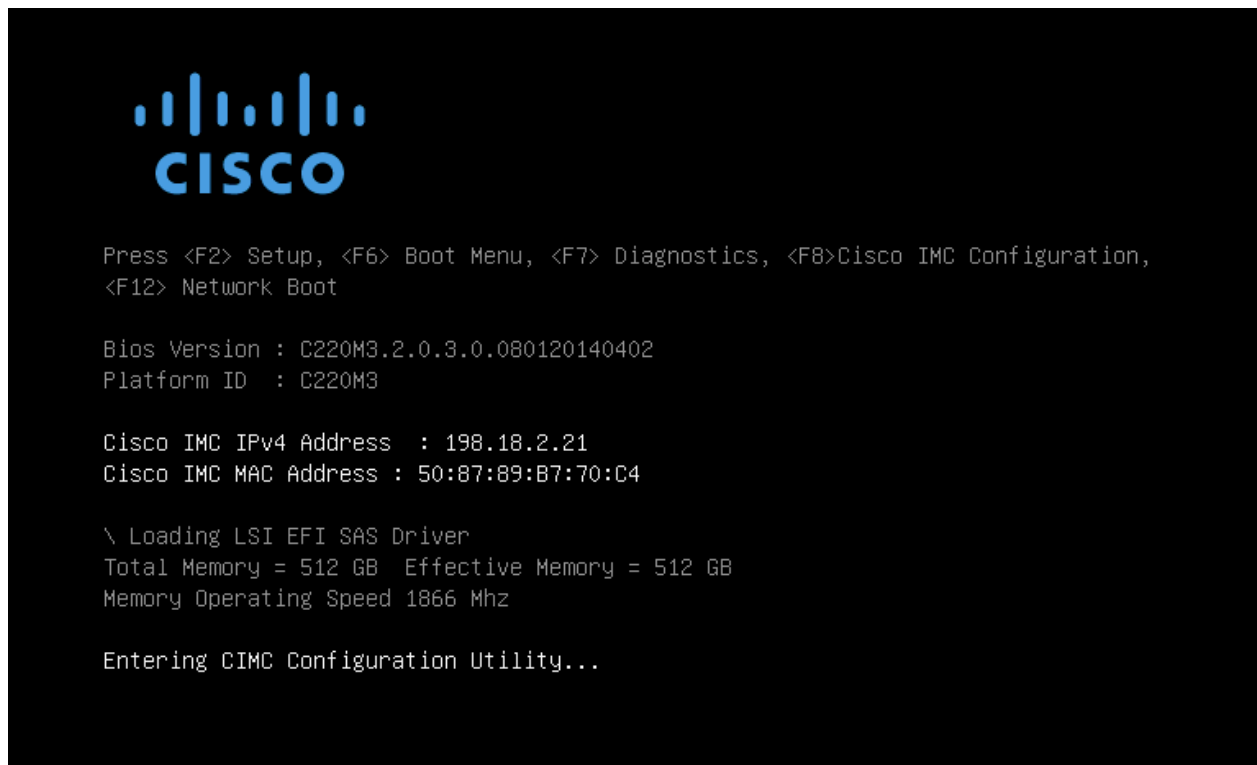 CISCO
Press <F2> Setup, <F6> Boot Menu, <F7> Diagnostics, <F8>Cisco IMC Configuration,
<F12> Network Boot
Bios Version : C220M3.2.0.3.0.080120140402
Platform ID  : C220M3
Cisco IMC IPv4 Address  : 198.18.2.21
Cisco IMC MAC Address : 50:87:89:B7:70:C4
\ Loading LSI EFI SAS Driver
Total Memory = 512 GB  Effective Memory = 512 GB
Memory Operating Speed 1866 Mhz
Entering CIMC Configuration Utility...